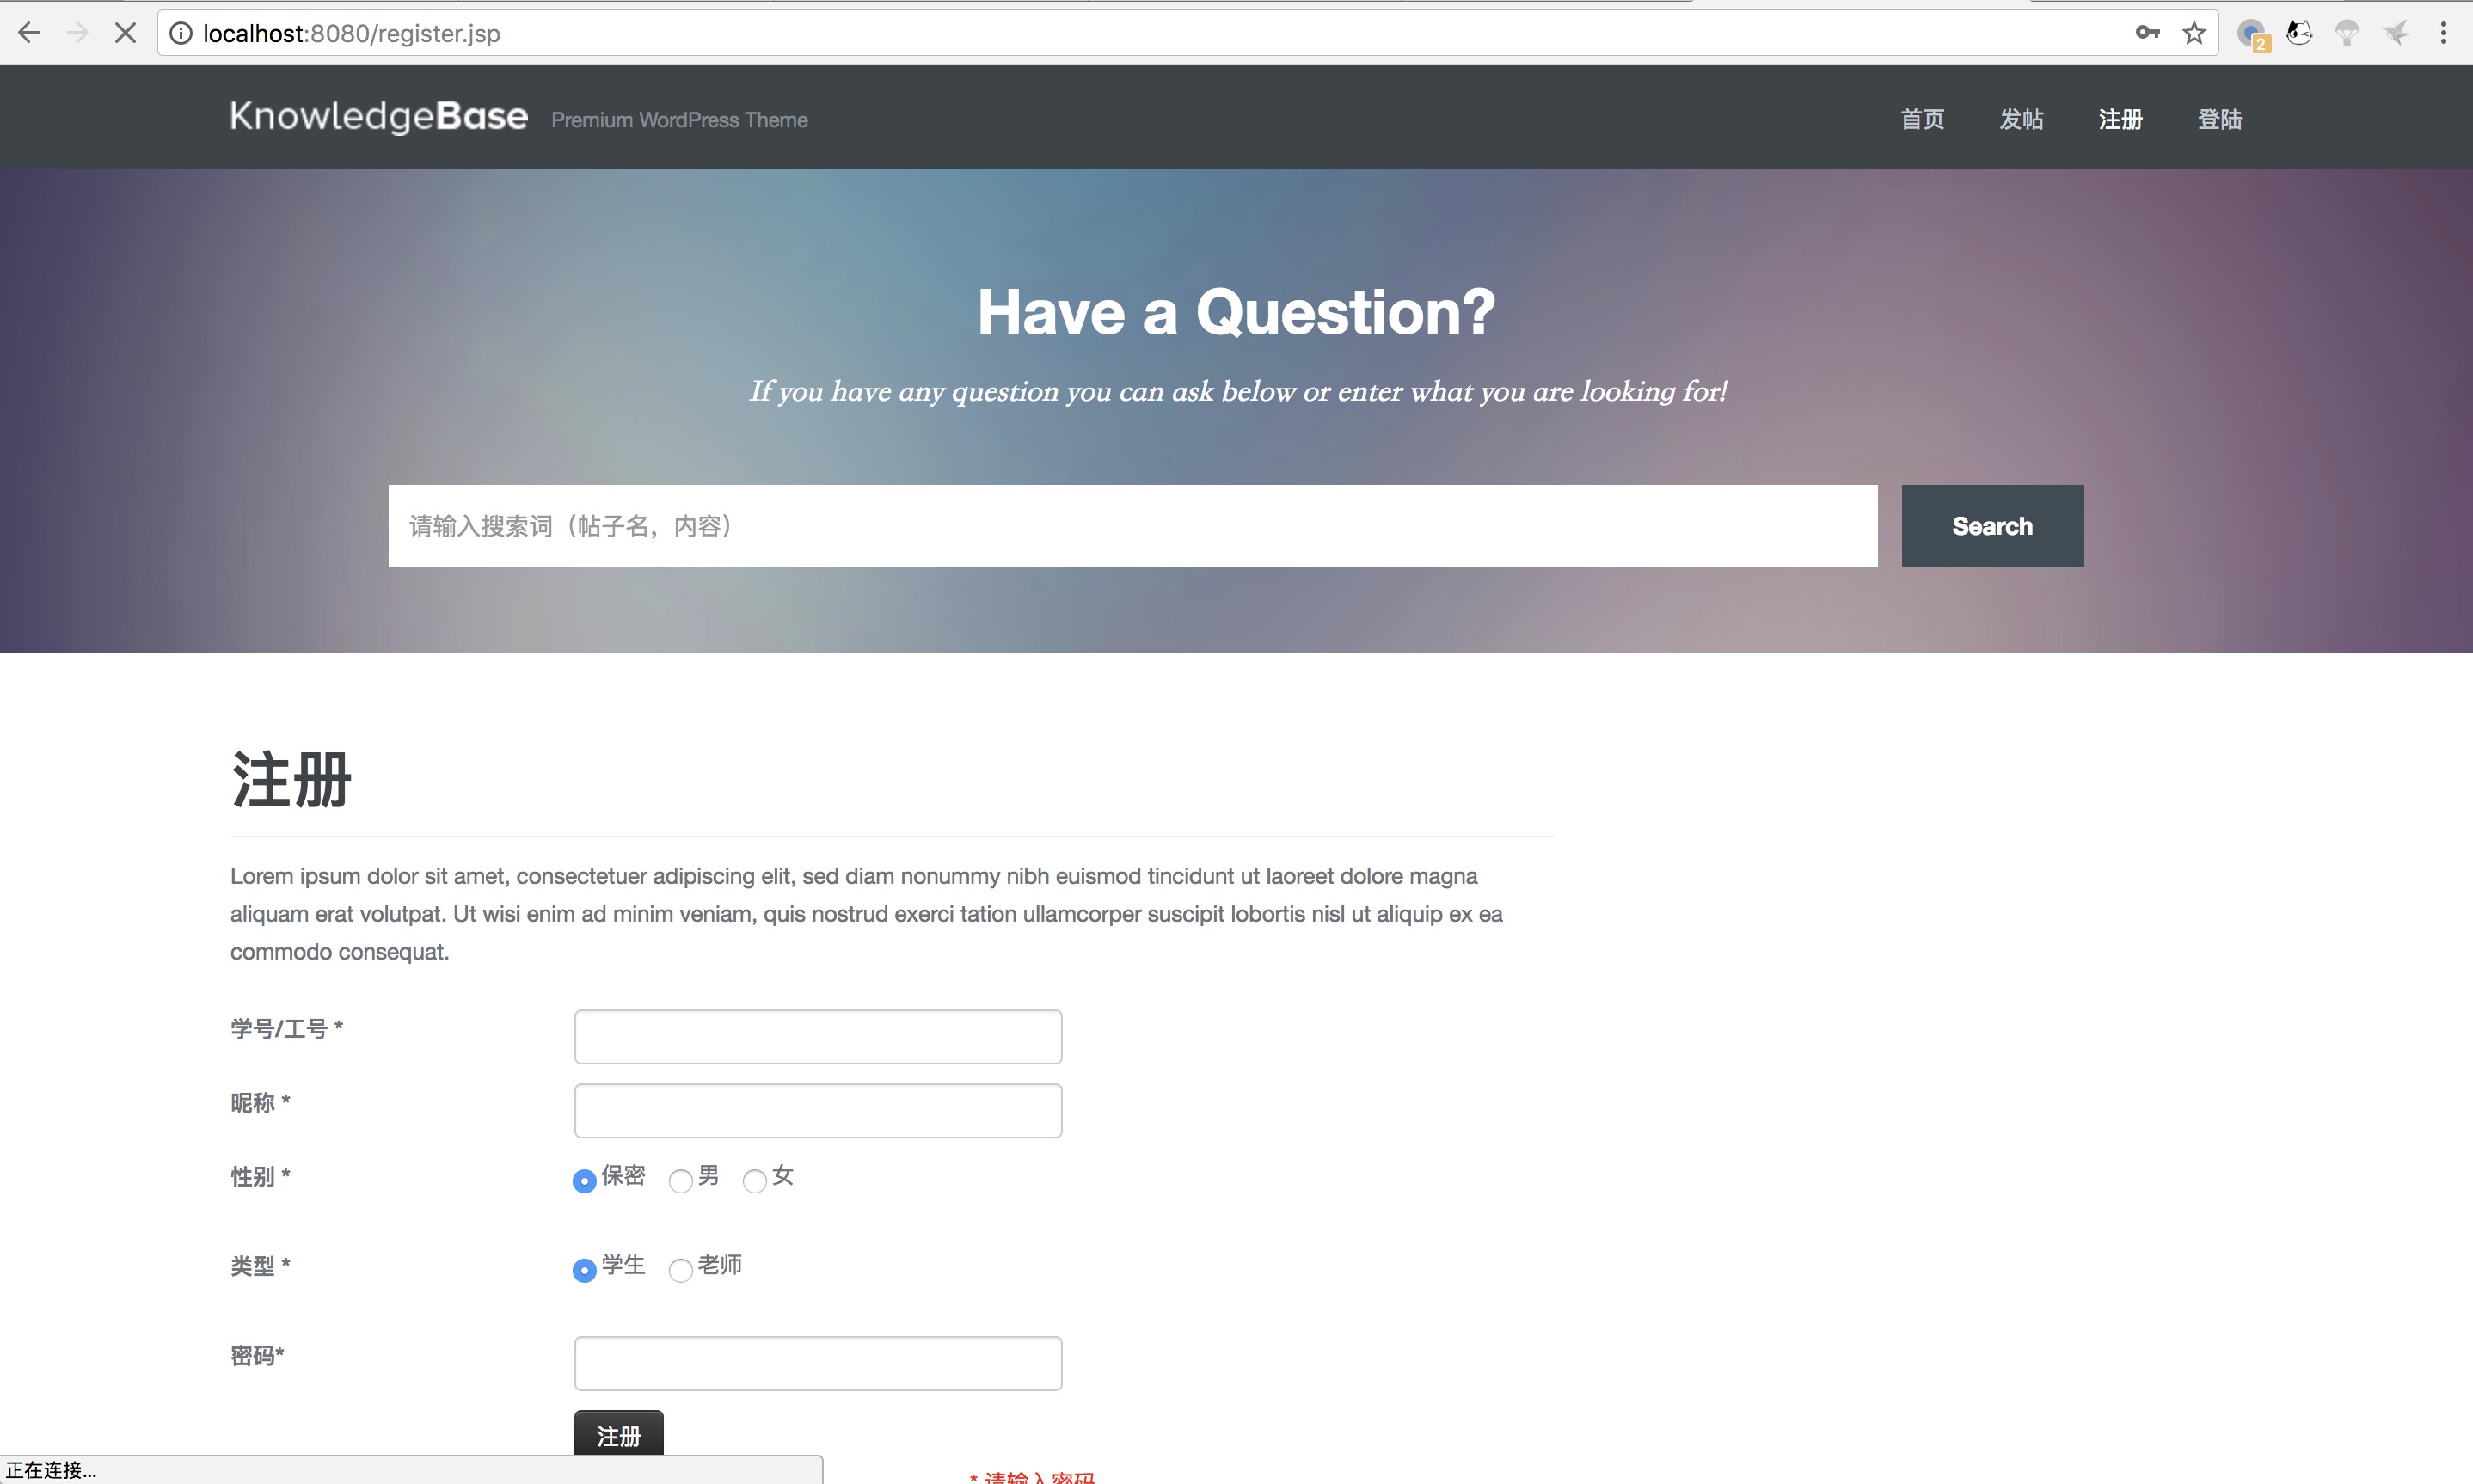 localhost:8080/register.jsp
2
KnowledgeBase Premium WordPress Theme 首页 发帖 注册 登陆
Have a Question?
If you have any question you can ask below or enter what you are looking for!
请输入搜索词（帖子名，内容） Search
注册
Lorem ipsum dolor sit amet, consectetuer adipiscing elit, sed diam nonummy nibh euismod tincidunt ut laoreet dolore magna
aliquam erat volutpat. Ut wisi enim ad minim veniam, quis nostrud exerci tation ullamcorper suscipit lobortis nisl ut aliquip ex ea
commodo consequat.
学号/工号 *
昵称 *
性别 * 保密 男 女
类型 * 学生 老师
密码*
注册
正在连接...
* 请输入密码